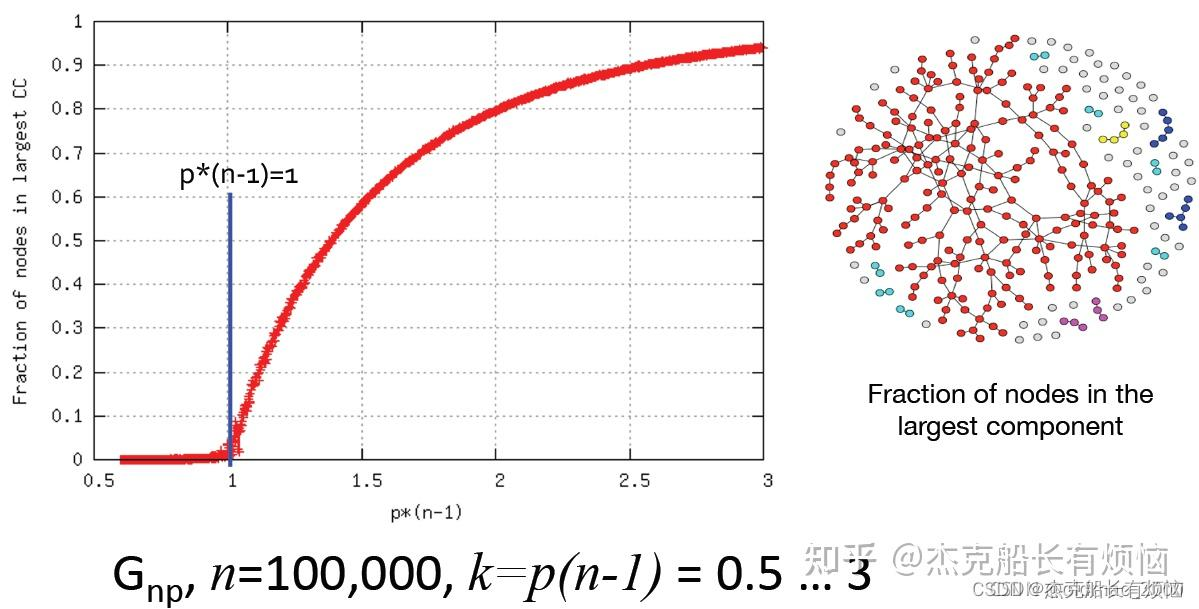 1
0.9
0.8
0.7
0.6
0.5
0.4
0.3
0.2
0.1
0
Fraction of nodes in largest CC
p*(n-1)=1
0.5
1
1.5
2
2.5
3
p*(n-1)
Fraction of nodes in the
largest component
Gnp, n=100,000, k=p(n-1) = 0.5 … 3
知乎 @杰克船长有烦恼
CSDN @杰克船长有烦恼